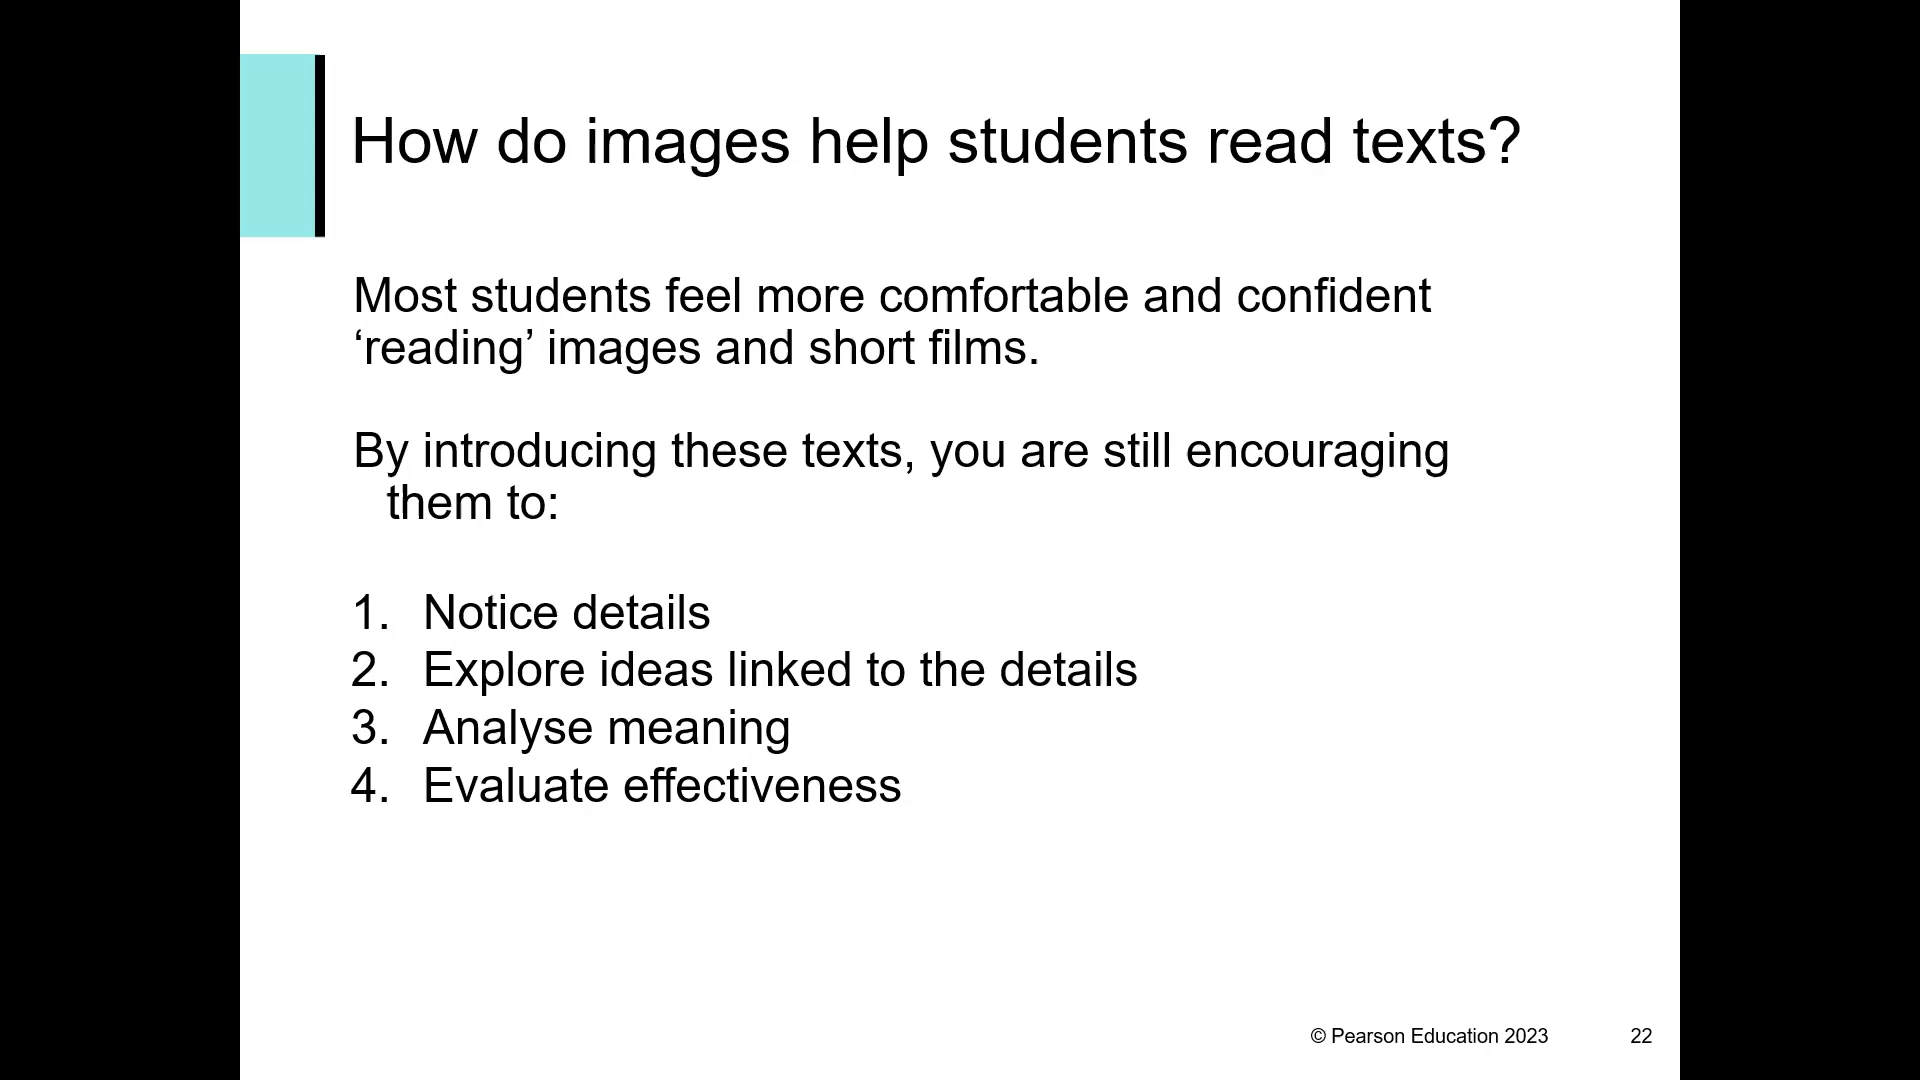 How do images help students read texts?
Most students feel more comfortable and confident
‘reading’ images and short films.
By introducing these texts, you are still encouraging
them to:
1. Notice details
2. Explore ideas linked to the details
3. Analyse meaning
4. Evaluate effectiveness
© Pearson Education 2023 22